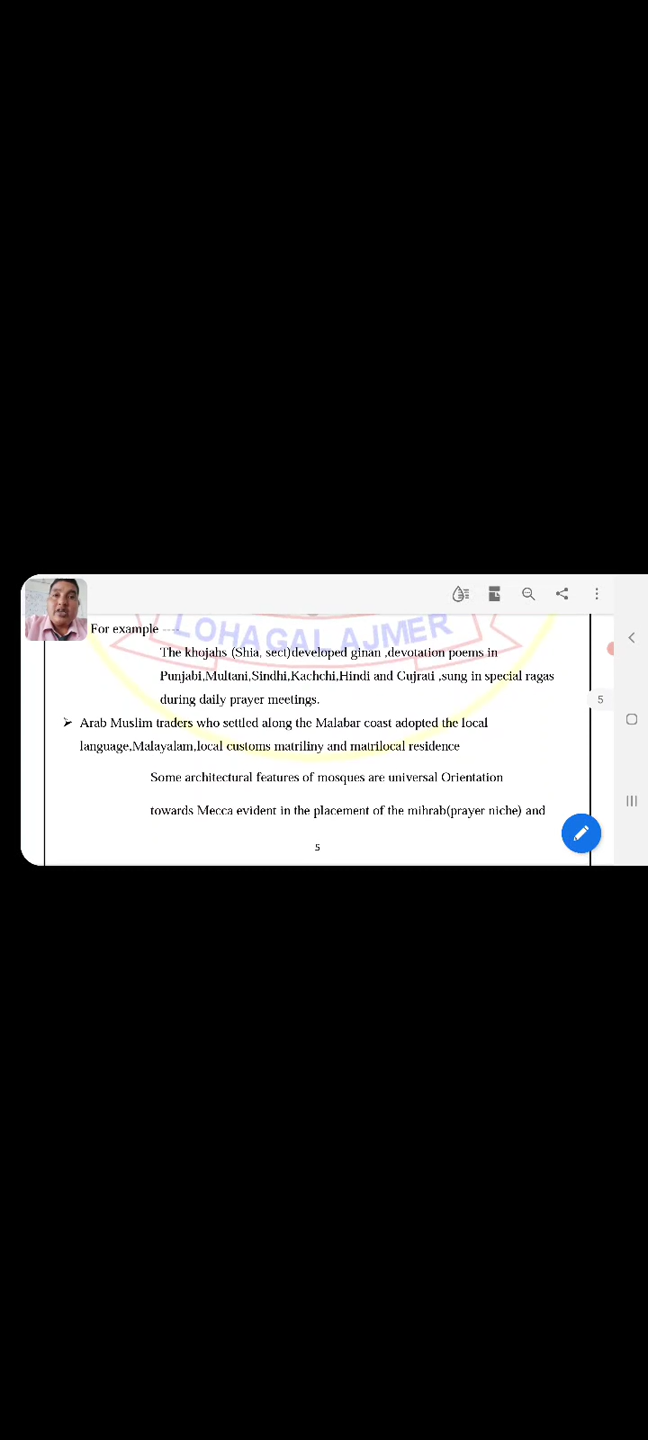 For example ----
LOHAGAL AJMER
The khojahs (Shia, sect)developed ginan ,devotation poems in
Punjabi,Multani,Sindhi,Kachchi,Hindi and Gujrati ,sung in special ragas
during daily prayer meetings.
5
➤ Arab Muslim traders who settled along the Malabar coast adopted the local
language,Malayalam,local customs matriliny and matrilocal residence
Some architectural features of mosques are universal Orientation
towards Mecca evident in the placement of the mihrab(prayer niche) and
5